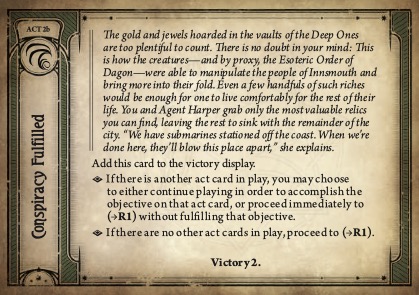 ACT 2b
Conspiracy Fulfilled
The gold and jewels hoarded in the vaults of the Deep Ones
are too plentiful to count. There is no doubt in your mind: This
is how the creatures—and by proxy, the Esoteric Order of
Dagon—were able to manipulate the people of Innsmouth and
bring more into their fold. Even a few handfuls of such riches
would be enough for one to live comfortably for the rest of their
life. You and Agent Harper grab only the most valuable relics
you can find, leaving the rest to sink with the remainder of the
city. “We have submarines stationed off the coast. When we’re
done here, they’ll blow this place apart,” she explains.
Add this card to the victory display.
If there is another act card in play, you may choose
to either continue playing in order to accomplish the
objective on that act card, or proceed immediately to
(→R1) without fulfilling that objective.
If there are no other act cards in play, proceed to (→R1).
Victory 2.